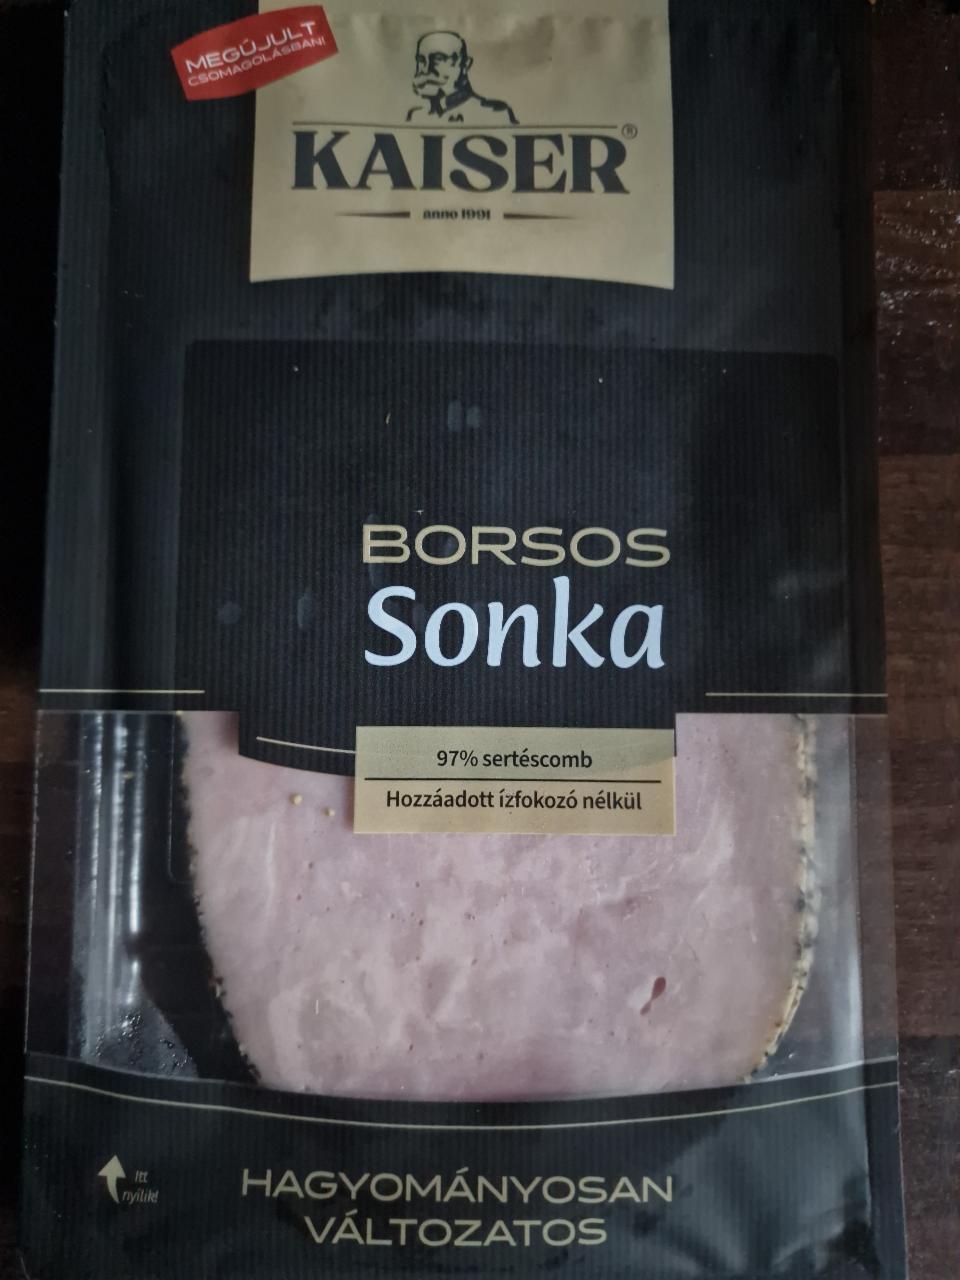 MEGÚJULT
CSOMAGOLÁSBAN!
KAISER®
anno 1991
BORSOS
Sonka
97% sertéscomb
Hozzáadott ízfokozó nélkül
Itt
nyílik!
HAGYOMÁNYOSAN
VÁLTOZATOS